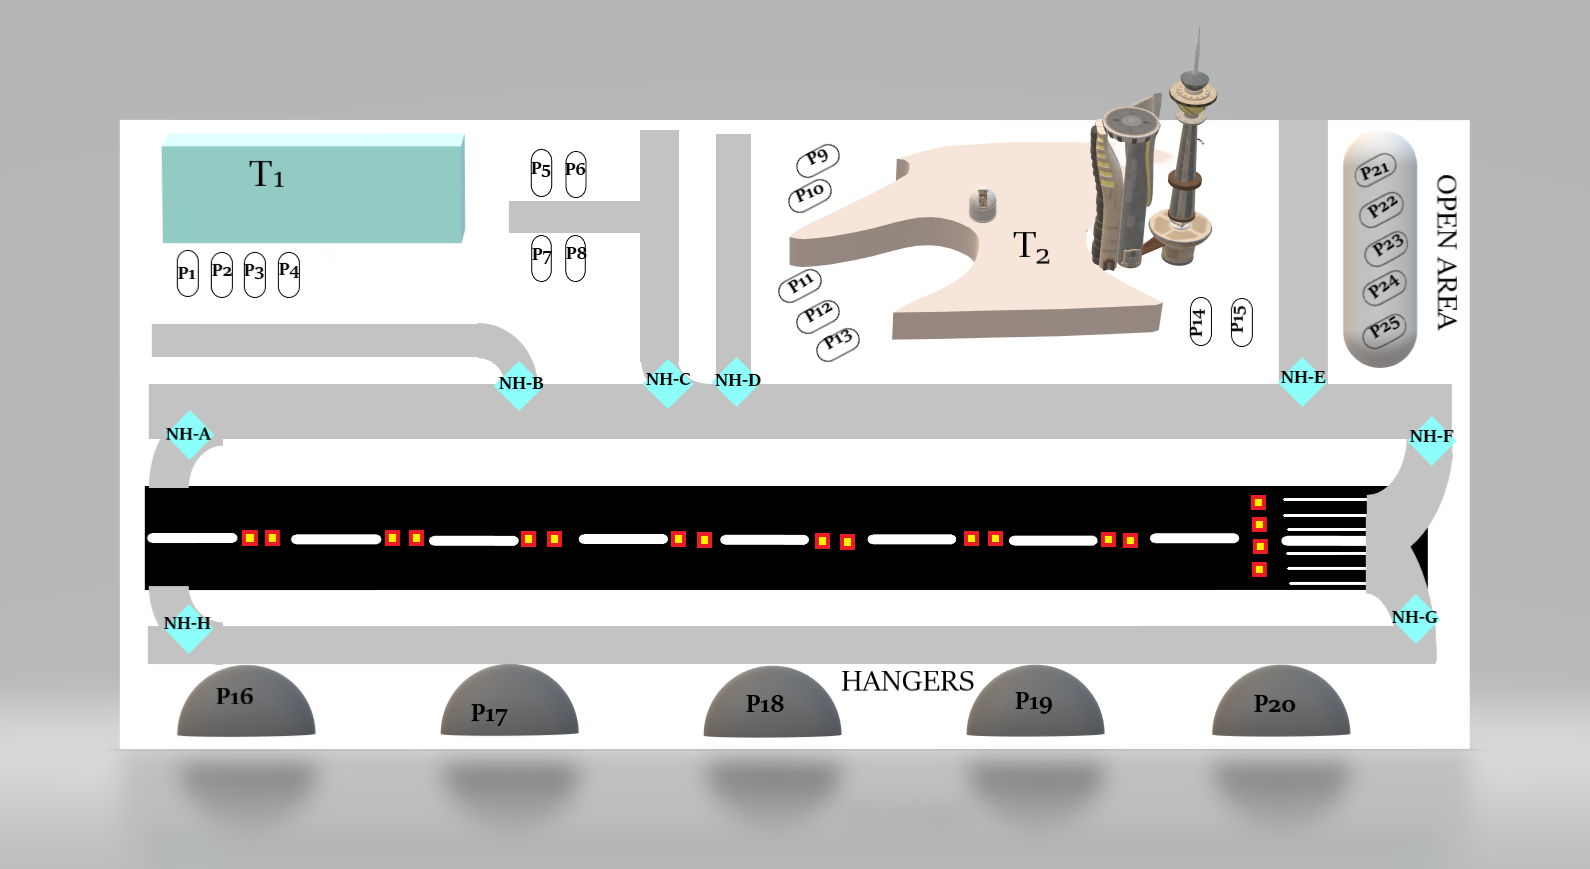 T1
T2
P1
P2
P3
P4
P5
P6
P7
P8
P9
P10
P11
P12
P13
P14
P15
P21
P22
P23
P24
P25
OPEN AREA
NH-B
NH-C
NH-D
NH-E
NH-A
NH-F
NH-H
NH-G
HANGERS
P16
P17
P18
P19
P20